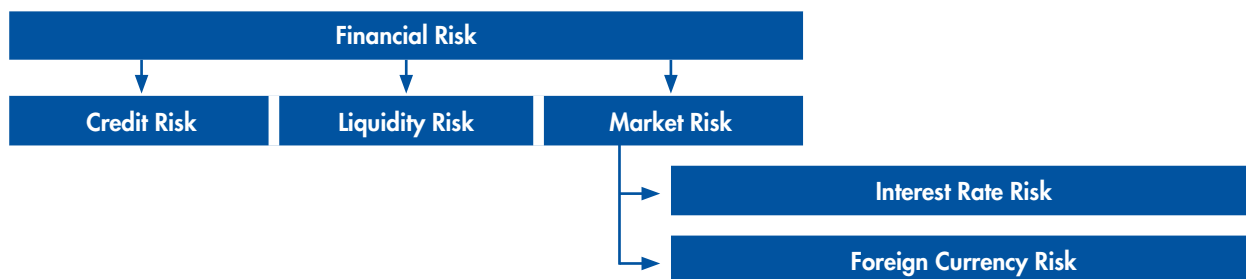 Financial Risk
Credit Risk
Liquidity Risk
Market Risk
Interest Rate Risk
Foreign Currency Risk